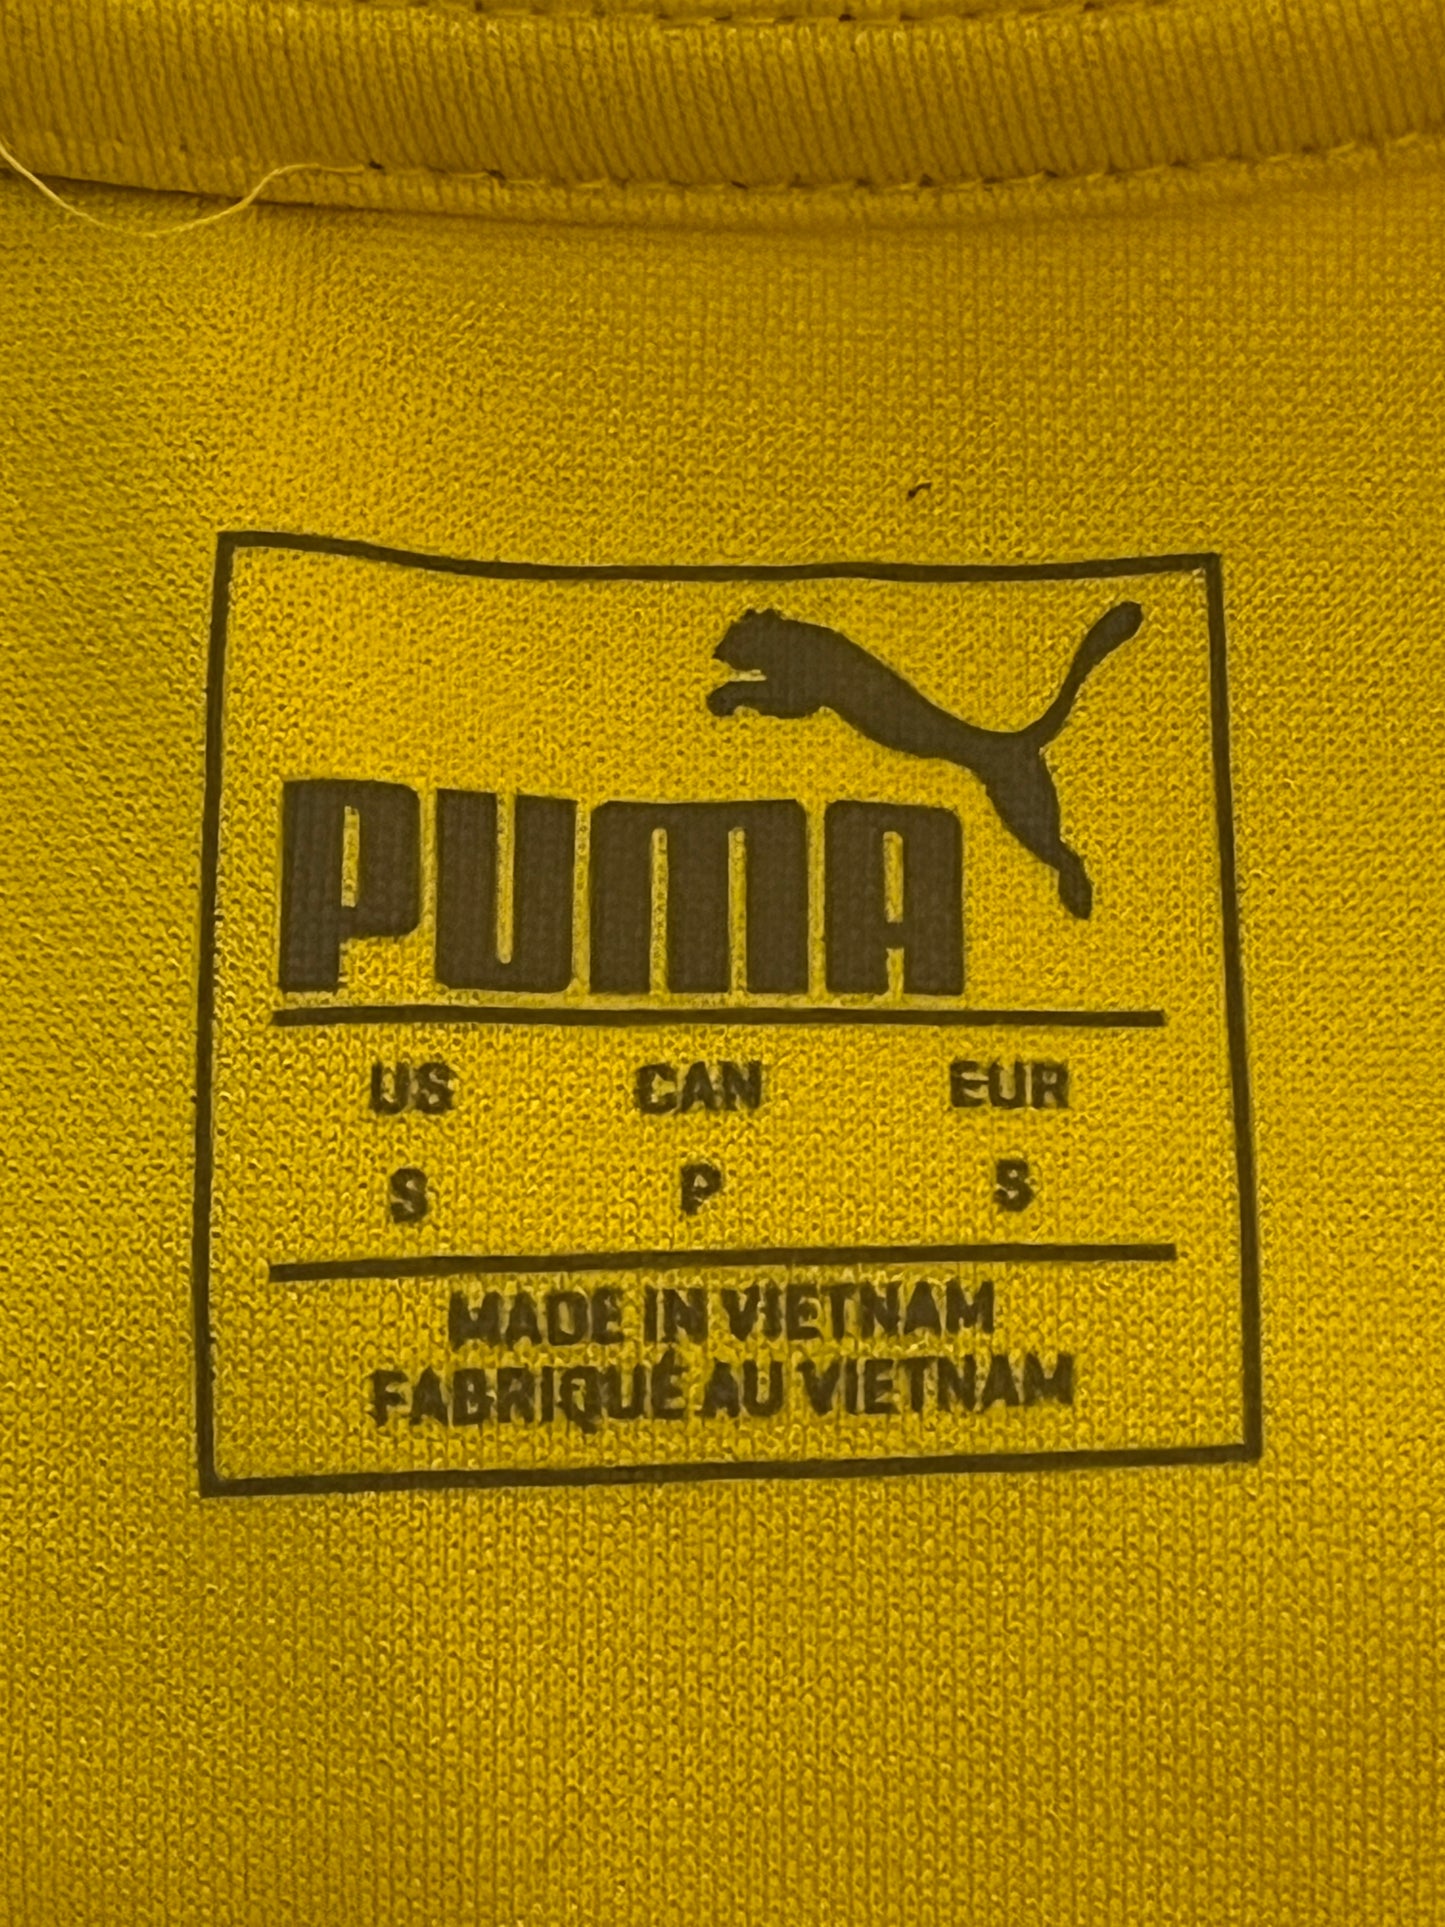 PUMA
US CAN EUR
S P S
MADE IN VIETNAM
FABRIQUÉ AU VIETNAM